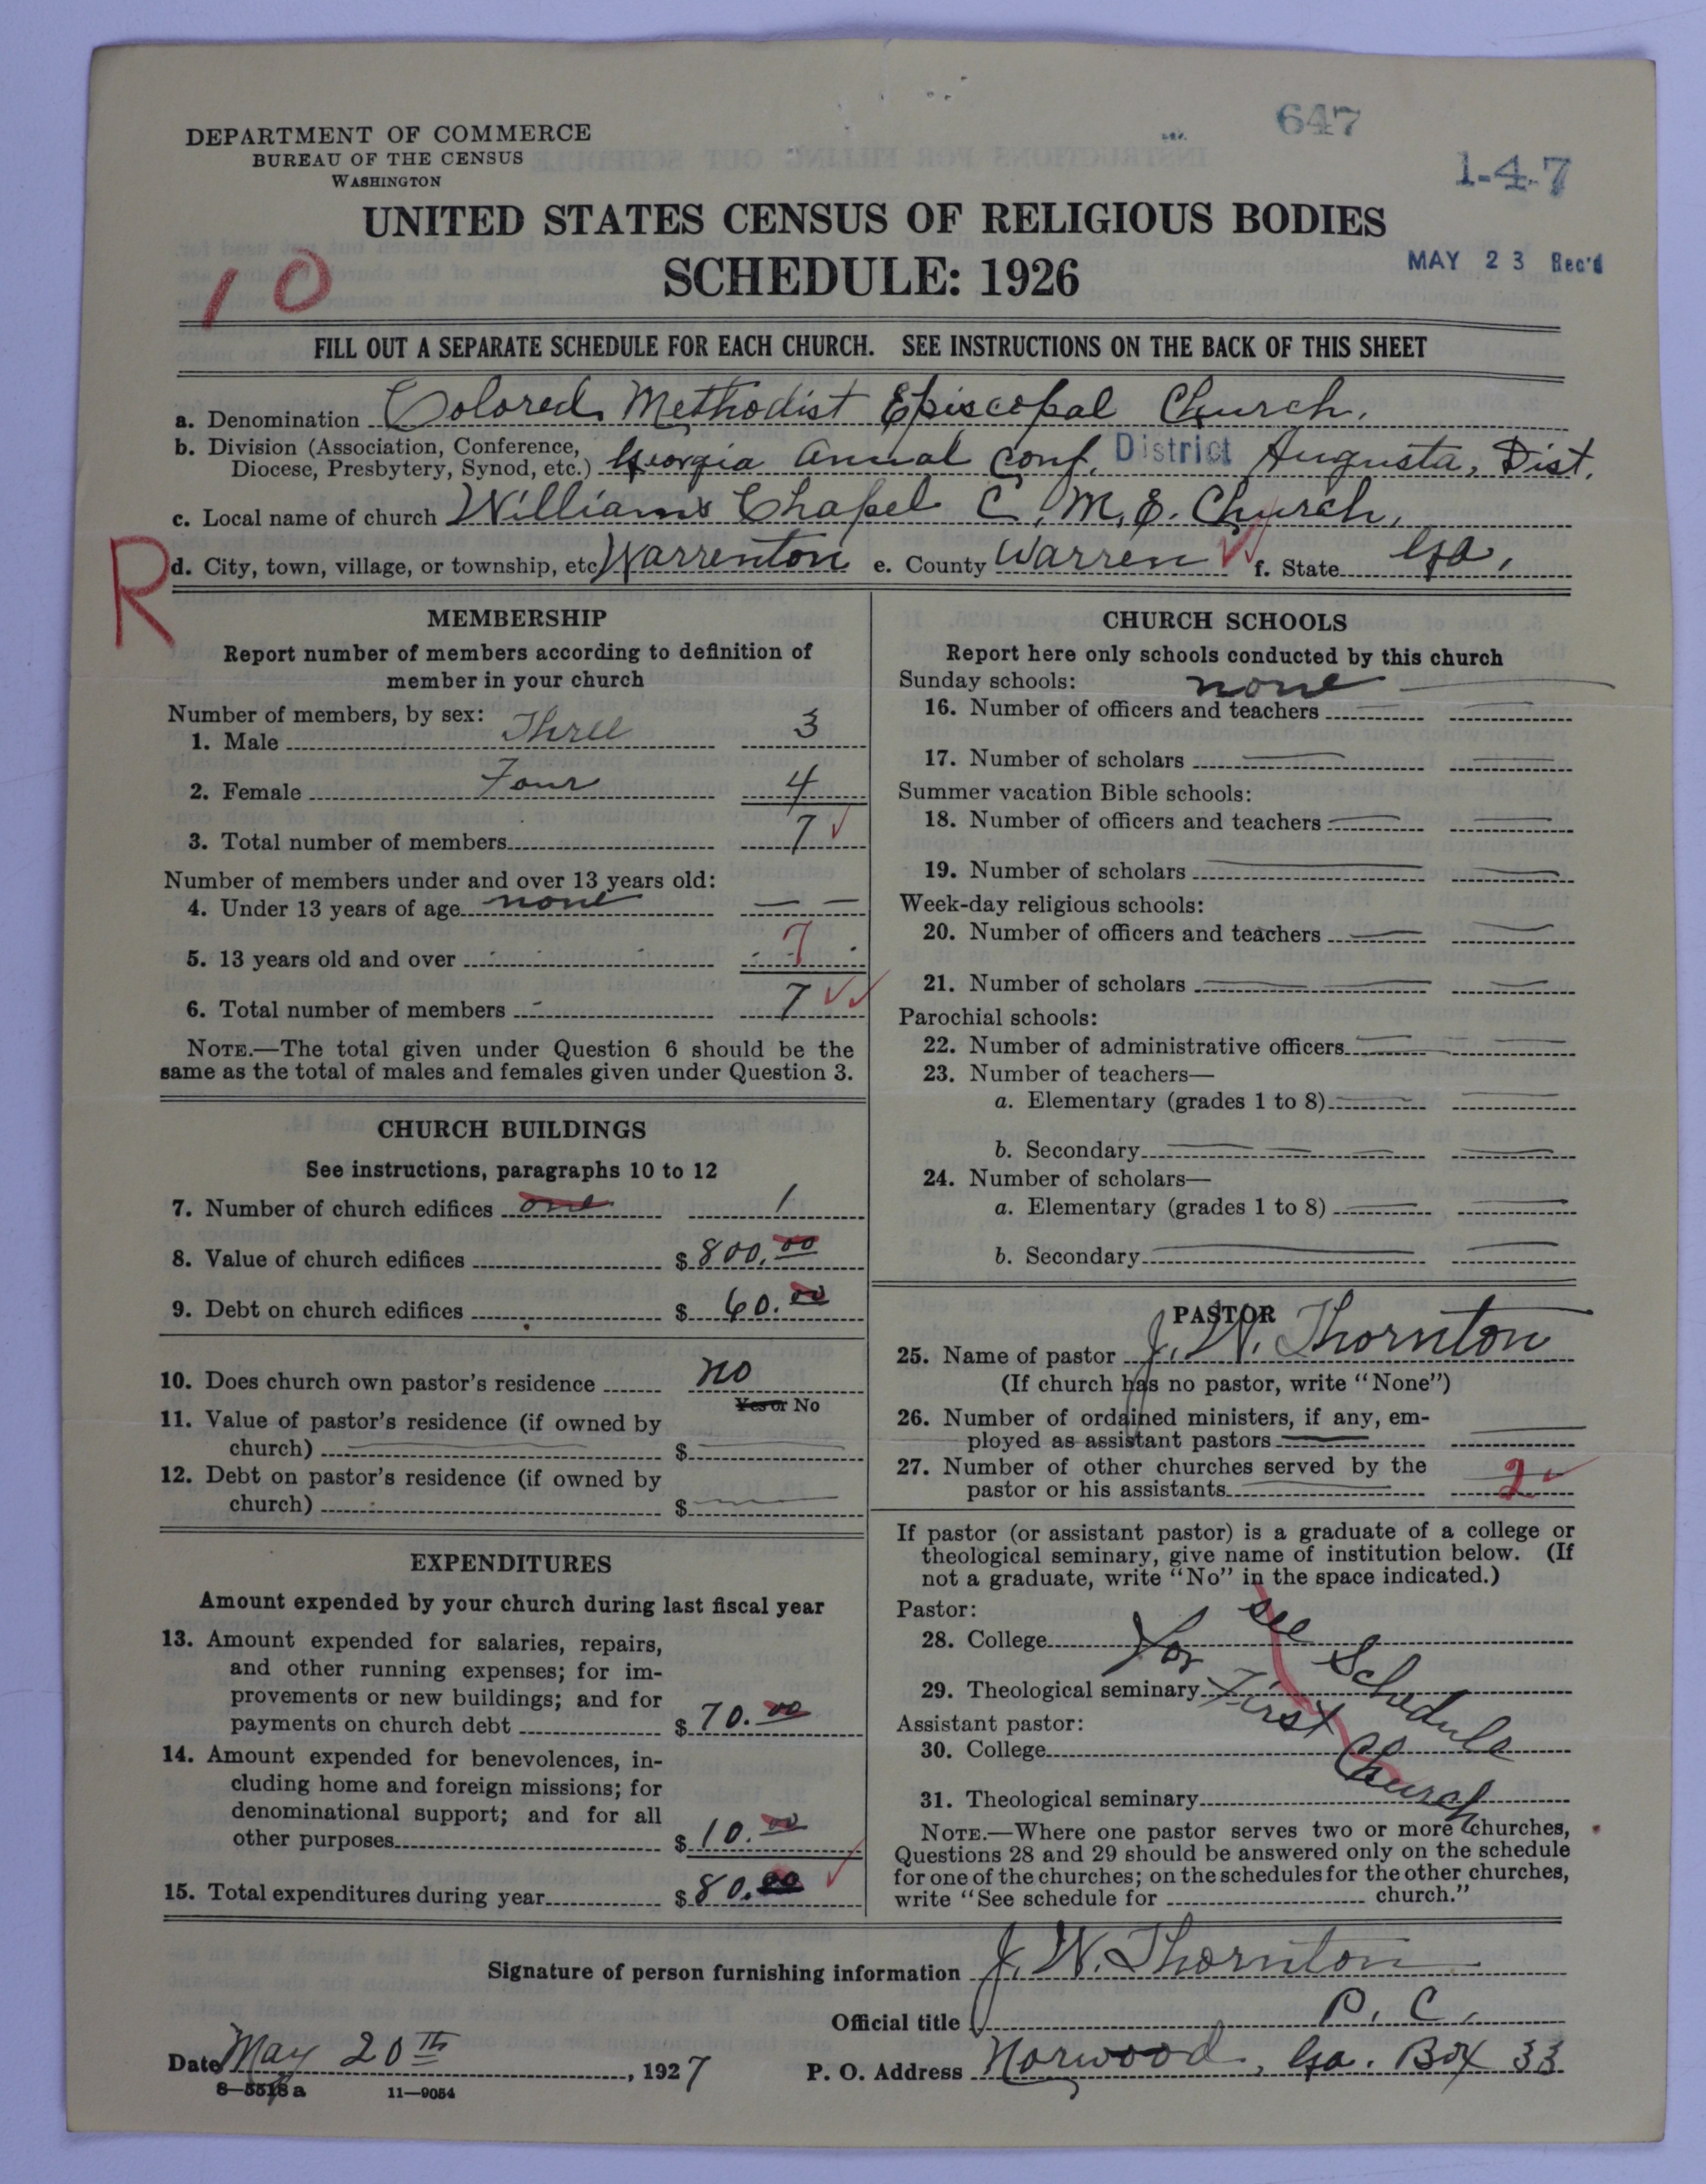 647
1-4-7
DEPARTMENT OF COMMERCE
BUREAU OF THE CENSUS
WASHINGTON
UNITED STATES CENSUS OF RELIGIOUS BODIES
SCHEDULE: 1926
MAY 23 Rec'd
10
FILL OUT A SEPARATE SCHEDULE FOR EACH CHURCH. SEE INSTRUCTIONS ON THE BACK OF THIS SHEET
a. Denomination Colored Methodist Episcopal Church.
b. Division (Association, Conference,
Diocese, Presbytery, Synod, etc.) Georgia Annual Conf. District Augusta, Dist.
c. Local name of church Williams Chapel C. M. E. Church.
R
d. City, town, village, or township, etc. Warrenton e. County Warren f. State Ga.
MEMBERSHIP
Report number of members according to definition of
member in your church
Number of members, by sex:
1. Male Three 3
2. Female Four 4
3. Total number of members 7
Number of members under and over 13 years old:
4. Under 13 years of age none — —
5. 13 years old and over 7
6. Total number of members 7
NOTE.—The total given under Question 6 should be the
same as the total of males and females given under Question 3.
CHURCH BUILDINGS
See instructions, paragraphs 10 to 12
7. Number of church edifices one 1
8. Value of church edifices $ 800.00
9. Debt on church edifices $ 60.00
10. Does church own pastor's residence no
Yes or No
11. Value of pastor's residence (if owned by
church) $
12. Debt on pastor's residence (if owned by
church) $
EXPENDITURES
Amount expended by your church during last fiscal year
13. Amount expended for salaries, repairs,
and other running expenses; for im-
provements or new buildings; and for
payments on church debt $ 70.00
14. Amount expended for benevolences, in-
cluding home and foreign missions; for
denominational support; and for all
other purposes $ 10.00
15. Total expenditures during year $ 80.00
CHURCH SCHOOLS
Report here only schools conducted by this church
Sunday schools: none
16. Number of officers and teachers
17. Number of scholars
Summer vacation Bible schools:
18. Number of officers and teachers
19. Number of scholars
Week-day religious schools:
20. Number of officers and teachers
21. Number of scholars
Parochial schools:
22. Number of administrative officers
23. Number of teachers—
a. Elementary (grades 1 to 8)
b. Secondary
24. Number of scholars—
a. Elementary (grades 1 to 8)
b. Secondary
PASTOR
25. Name of pastor J. W. Thornton
(If church has no pastor, write "None")
26. Number of ordained ministers, if any, em-
ployed as assistant pastors
27. Number of other churches served by the
pastor or his assistants 2
If pastor (or assistant pastor) is a graduate of a college or
theological seminary, give name of institution below. (If
not a graduate, write "No" in the space indicated.)
Pastor:
28. College
29. Theological seminary
Assistant pastor:
30. College
31. Theological seminary
see Schedule
for First Church
NOTE.—Where one pastor serves two or more churches,
Questions 28 and 29 should be answered only on the schedule
for one of the churches; on the schedules for the other churches,
write "See schedule for church."
Signature of person furnishing information J. W. Thornton
Official title P. C.
Date May 20th, 1927 P. O. Address Norwood, Ga. Box 33
8—5518 a 11—9054